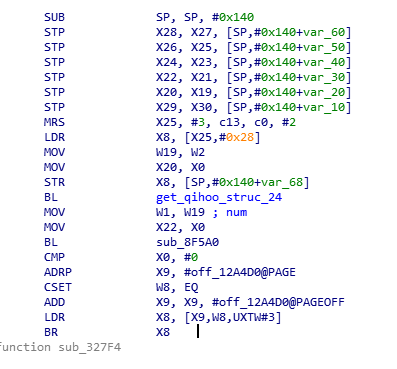 SUB SP, SP, #0x140
STP X28, X27, [SP,#0x140+var_60]
STP X26, X25, [SP,#0x140+var_50]
STP X24, X23, [SP,#0x140+var_40]
STP X22, X21, [SP,#0x140+var_30]
STP X20, X19, [SP,#0x140+var_20]
STP X29, X30, [SP,#0x140+var_10]
MRS X25, #3, c13, c0, #2
LDR X8, [X25,#0x28]
MOV W19, W2
MOV X20, X0
STR X8, [SP,#0x140+var_68]
BL get_qihoo_struc_24
MOV W1, W19 ; num
MOV X22, X0
BL sub_8F5A0
CMP X0, #0
ADRP X9, #off_12A4D0@PAGE
CSET W8, EQ
ADD X9, X9, #off_12A4D0@PAGEOFF
LDR X8, [X9,W8,UXTW#3]
BR X8
function sub_327F4